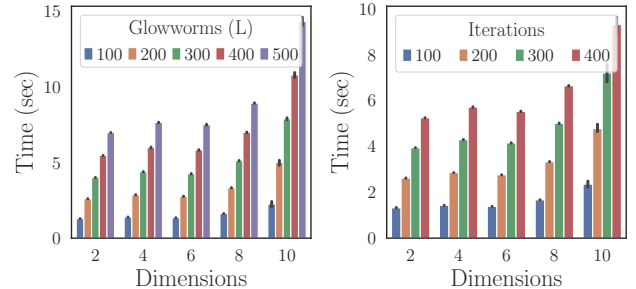 Glowworms (L)
100 200 300 400 500
Time (sec)
15
10
5
0
2 4 6 8 10
Dimensions
Iterations
100 200 300 400
Time (sec)
10
8
6
4
2
0
2 4 6 8 10
Dimensions